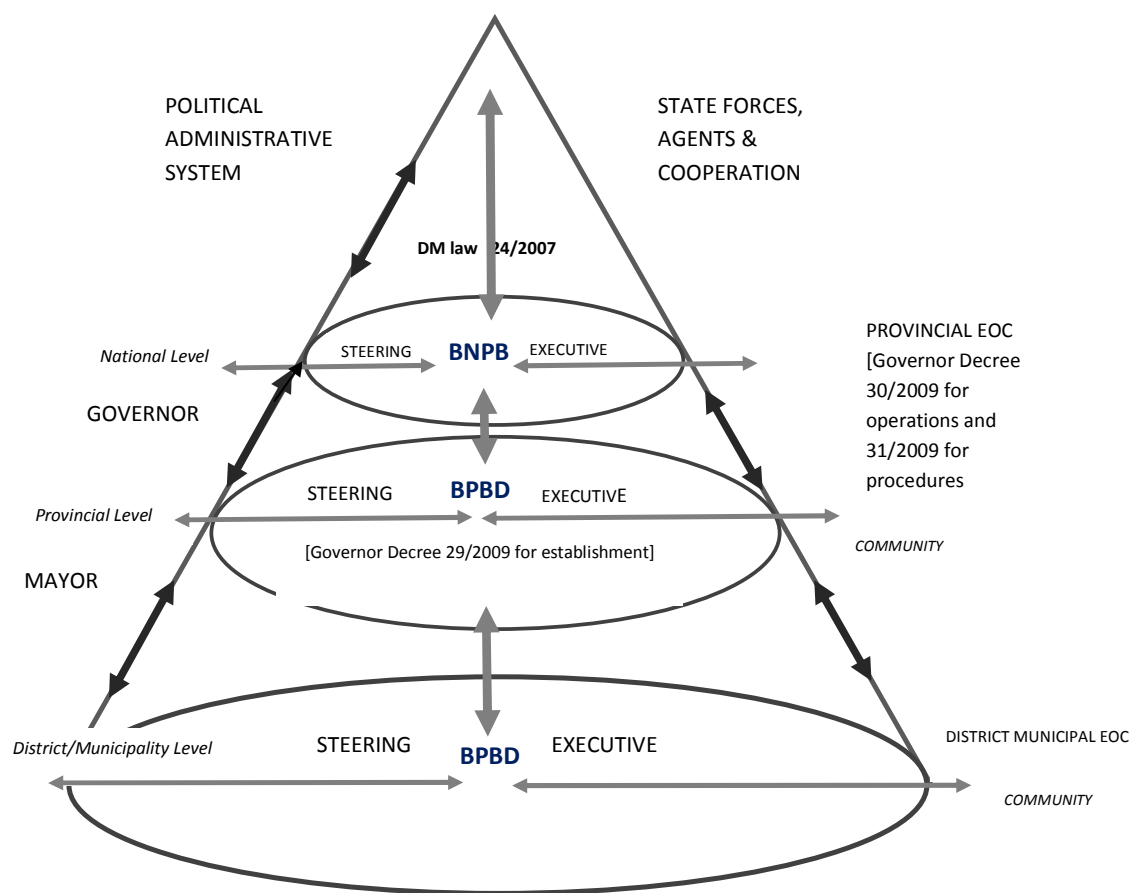 POLITICAL
ADMINISTRATIVE
SYSTEM
STATE FORCES,
AGENTS &
COOPERATION
DM law 24/2007
National Level
STEERING
BNPB
EXECUTIVE
GOVERNOR
PROVINCIAL EOC
[Governor Decree
30/2009 for
operations and
31/2009 for
procedures
Provincial Level
STEERING
BPBD
EXECUTIVE
[Governor Decree 29/2009 for establishment]
COMMUNITY
MAYOR
District/Municipality Level
STEERING
BPBD
EXECUTIVE
DISTRICT MUNICIPAL EOC
COMMUNITY